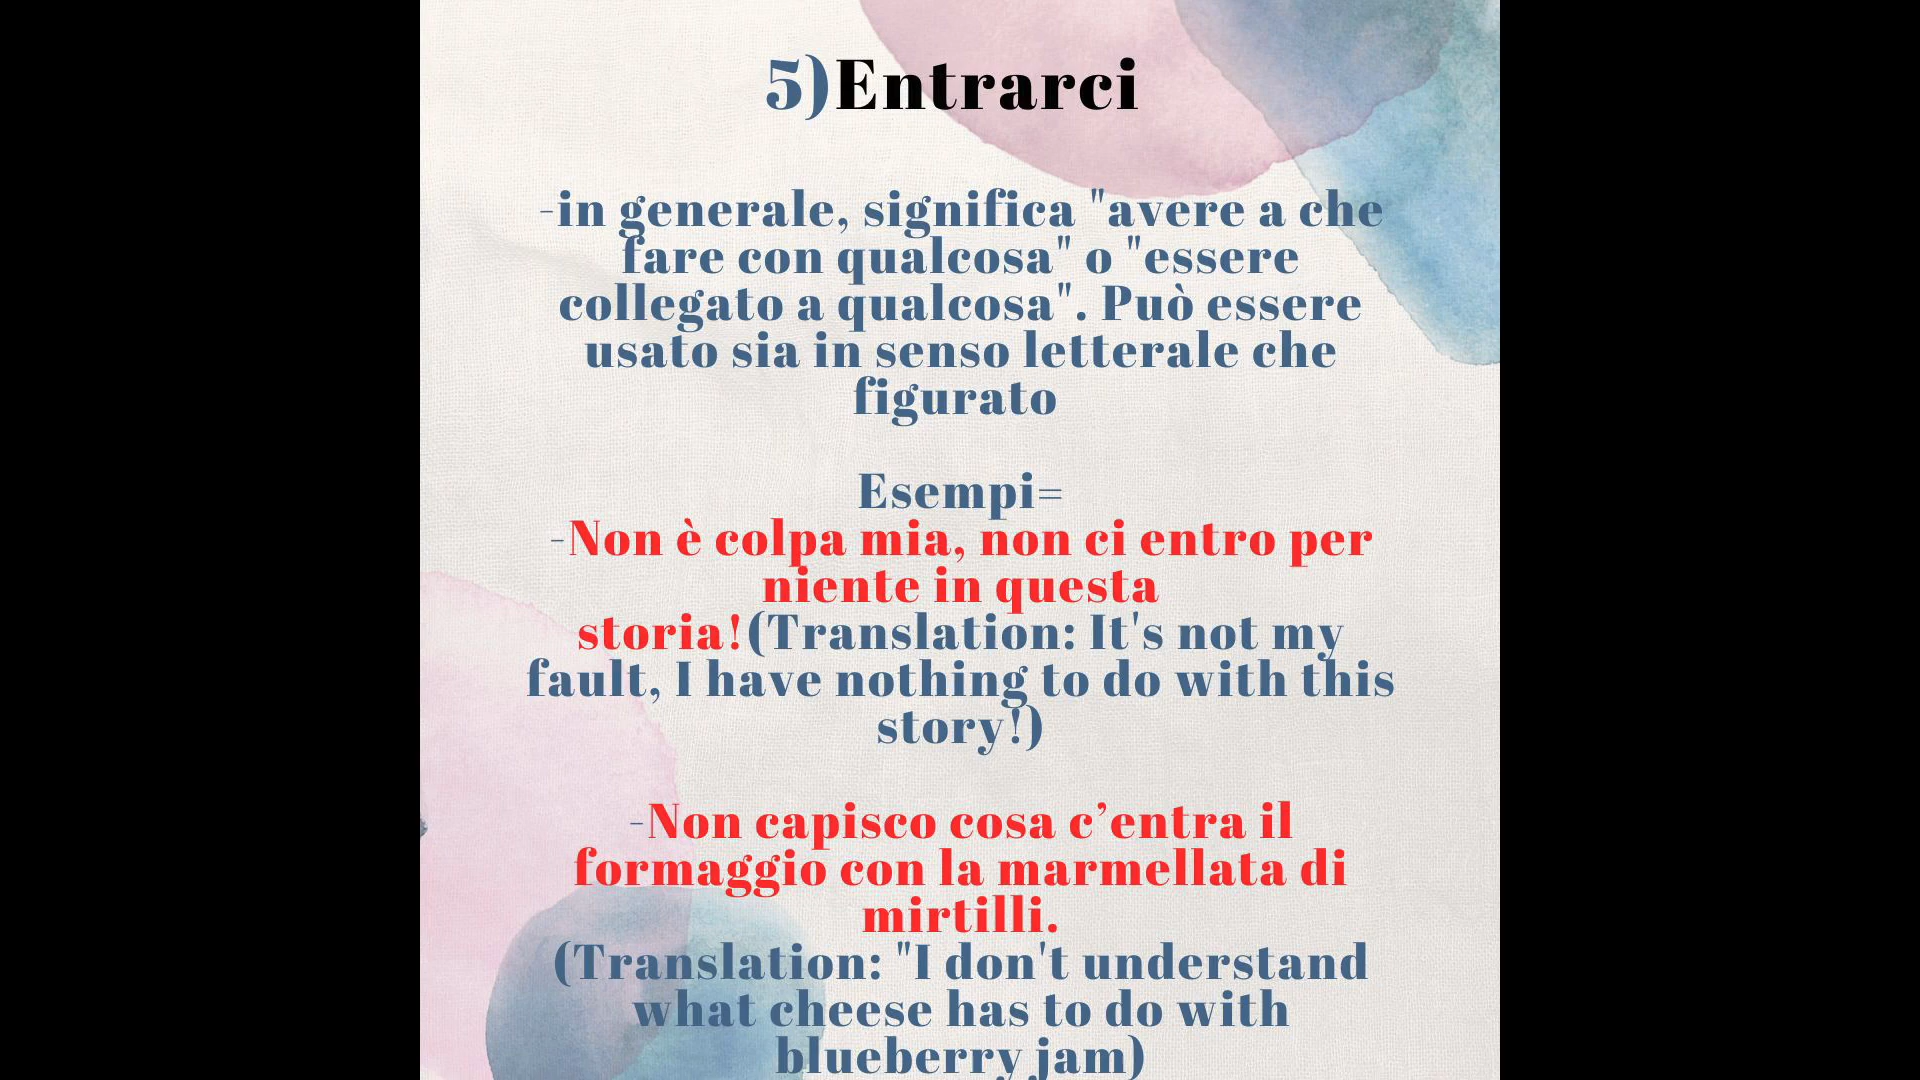 5)Entrarci
-in generale, significa "avere a che
fare con qualcosa" o "essere
collegato a qualcosa". Può essere
usato sia in senso letterale che
figurato
Esempi=
-Non è colpa mia, non ci entro per
niente in questa
storia!(Translation: It's not my
fault, I have nothing to do with this
story!)
-Non capisco cosa c’entra il
formaggio con la marmellata di
mirtilli.
(Translation: "I don't understand
what cheese has to do with
blueberry jam)